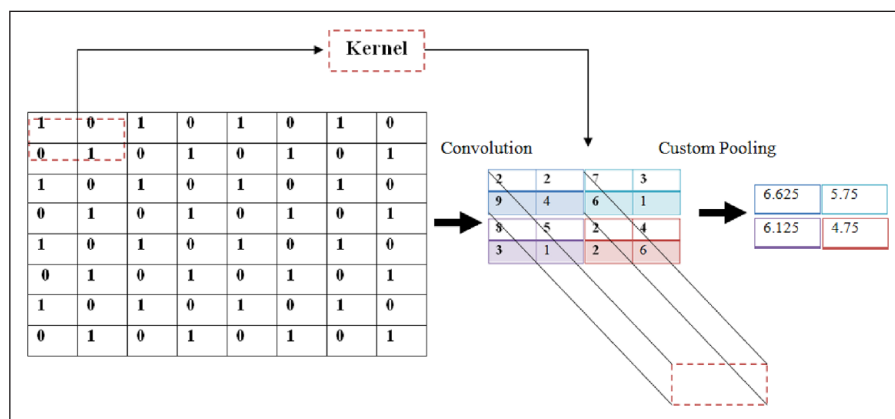 Kernel
1 0 1 0 1 0 1 0
0 1 0 1 0 1 0 1
1 0 1 0 1 0 1 0
0 1 0 1 0 1 0 1
1 0 1 0 1 0 1 0
0 1 0 1 0 1 0 1
1 0 1 0 1 0 1 0
0 1 0 1 0 1 0 1
Convolution
2 2 7 3
9 4 6 1
8 5 2 4
3 1 2 6
Custom Pooling
6.625 5.75
6.125 4.75